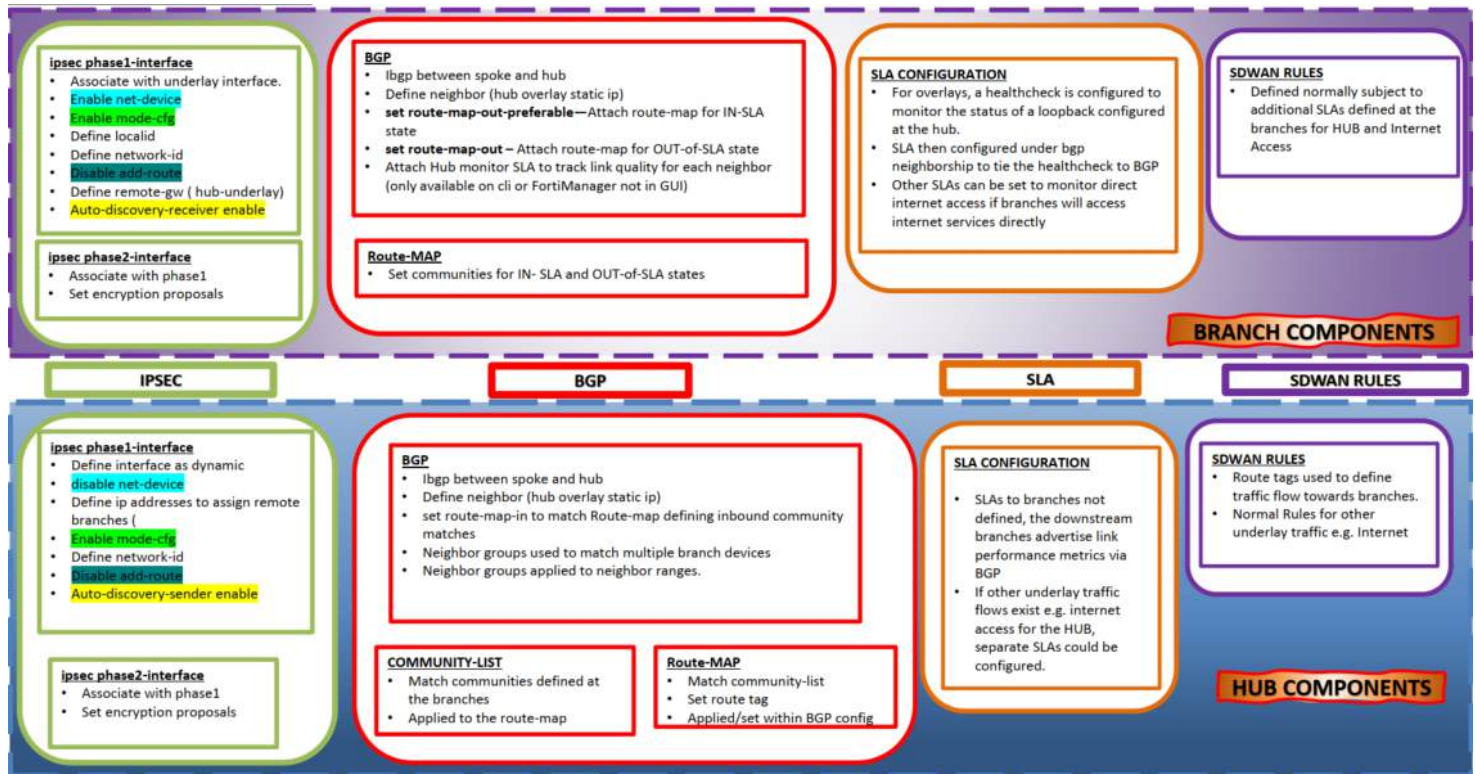 ipsec phase1-interface
• Associate with underlay interface.
• Enable net-device
• Enable mode-cfg
• Define localid
• Define network-id
• Disable add-route
• Define remote-gw ( hub-underlay)
• Auto-discovery-receiver enable
ipsec phase2-interface
• Associate with phase1
• Set encryption proposals
BGP
• Ibgp between spoke and hub
• Define neighbor (hub overlay static ip)
• set route-map-out-preferable—Attach route-map for IN-SLA
state
• set route-map-out – Attach route-map for OUT-of-SLA state
• Attach Hub monitor SLA to track link quality for each neighbor
(only available on cli or FortiManager not in GUI)
Route-MAP
• Set communities for IN- SLA and OUT-of-SLA states
SLA CONFIGURATION
• For overlays, a healthcheck is configured to
monitor the status of a loopback configured
at the hub.
• SLA then configured under bgp
neighborship to tie the healthcheck to BGP
• Other SLAs can be set to monitor direct
internet access if branches will access
internet services directly
SDWAN RULES
• Defined normally subject to
additional SLAs defined at the
branches for HUB and Internet
Access
BRANCH COMPONENTS
IPSEC
BGP
SLA
SDWAN RULES
ipsec phase1-interface
• Define interface as dynamic
• disable net-device
• Define ip addresses to assign remote
branches (
• Enable mode-cfg
• Define network-id
• Disable add-route
• Auto-discovery-sender enable
ipsec phase2-interface
• Associate with phase1
• Set encryption proposals
BGP
• Ibgp between spoke and hub
• Define neighbor (hub overlay static ip)
• set route-map-in to match Route-map defining inbound community
matches
• Neighbor groups used to match multiple branch devices
• Neighbor groups applied to neighbor ranges.
COMMUNITY-LIST
• Match communities defined at
the branches
• Applied to the route-map
Route-MAP
• Match community-list
• Set route tag
• Applied/set within BGP config
SLA CONFIGURATION
• SLAs to branches not
defined, the downstream
branches advertise link
performance metrics via
BGP
• If other underlay traffic
flows exist e.g. internet
access for the HUB,
separate SLAs could be
configured.
SDWAN RULES
• Route tags used to define
traffic flow towards branches.
• Normal Rules for other
underlay traffic e.g. Internet
HUB COMPONENTS